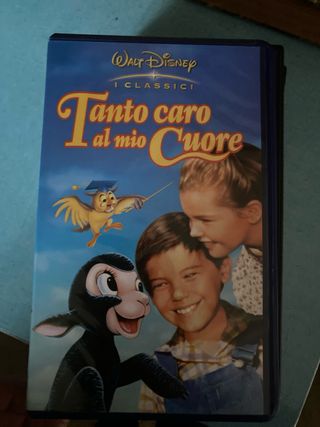 Walt Disney
I CLASSICI
Tanto caro
al mio Cuore